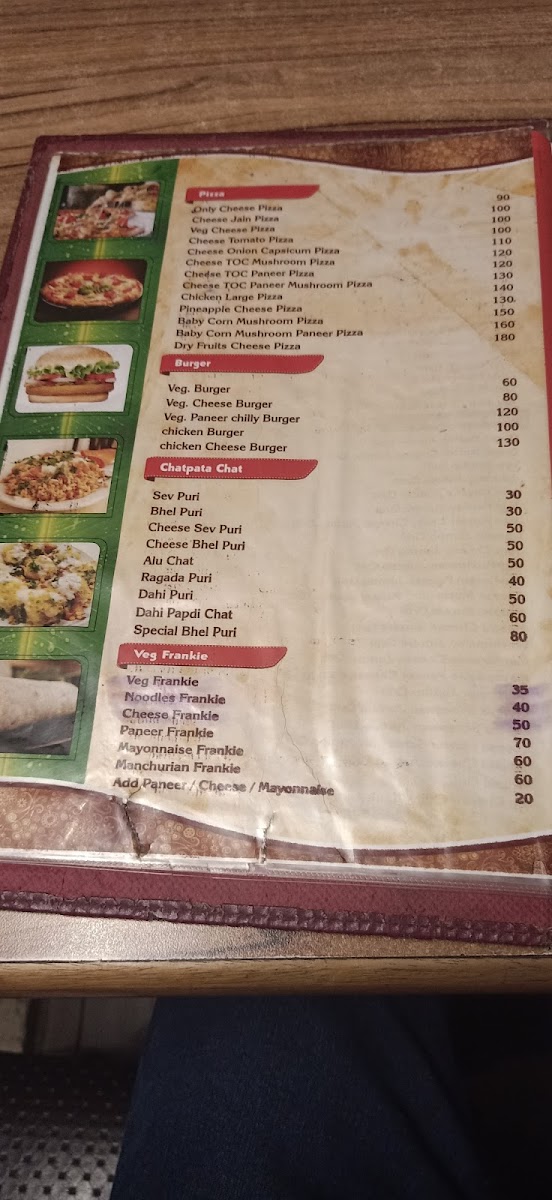 Pizza
Only Cheese Pizza 90
Cheese Jain Pizza 100
Veg Cheese Pizza 100
Cheese Tomato Pizza 100
Cheese Onion Capsicum Pizza 110
Cheese TOC Mushroom Pizza 120
Cheese TOC Paneer Pizza 120
Cheese TOC Paneer Mushroom Pizza 130
Chicken Large Pizza 140
Pineapple Cheese Pizza 130
Baby Corn Mushroom Pizza 150
Baby Corn Mushroom Paneer Pizza 160
Dry Fruits Cheese Pizza 180
Burger
Veg. Burger 60
Veg. Cheese Burger 80
Veg. Paneer chilly Burger 120
chicken Burger 100
chicken Cheese Burger 130
Chatpata Chat
Sev Puri 30
Bhel Puri 30
Cheese Sev Puri 50
Cheese Bhel Puri 50
Alu Chat 50
Ragada Puri 40
Dahi Puri 50
Dahi Papdi Chat 60
Special Bhel Puri 80
Veg Frankie
Veg Frankie 35
Noodles Frankie 40
Cheese Frankie 50
Paneer Frankie 70
Mayonnaise Frankie 60
Manchurian Frankie 60
Add Paneer / Cheese / Mayonnaise 20